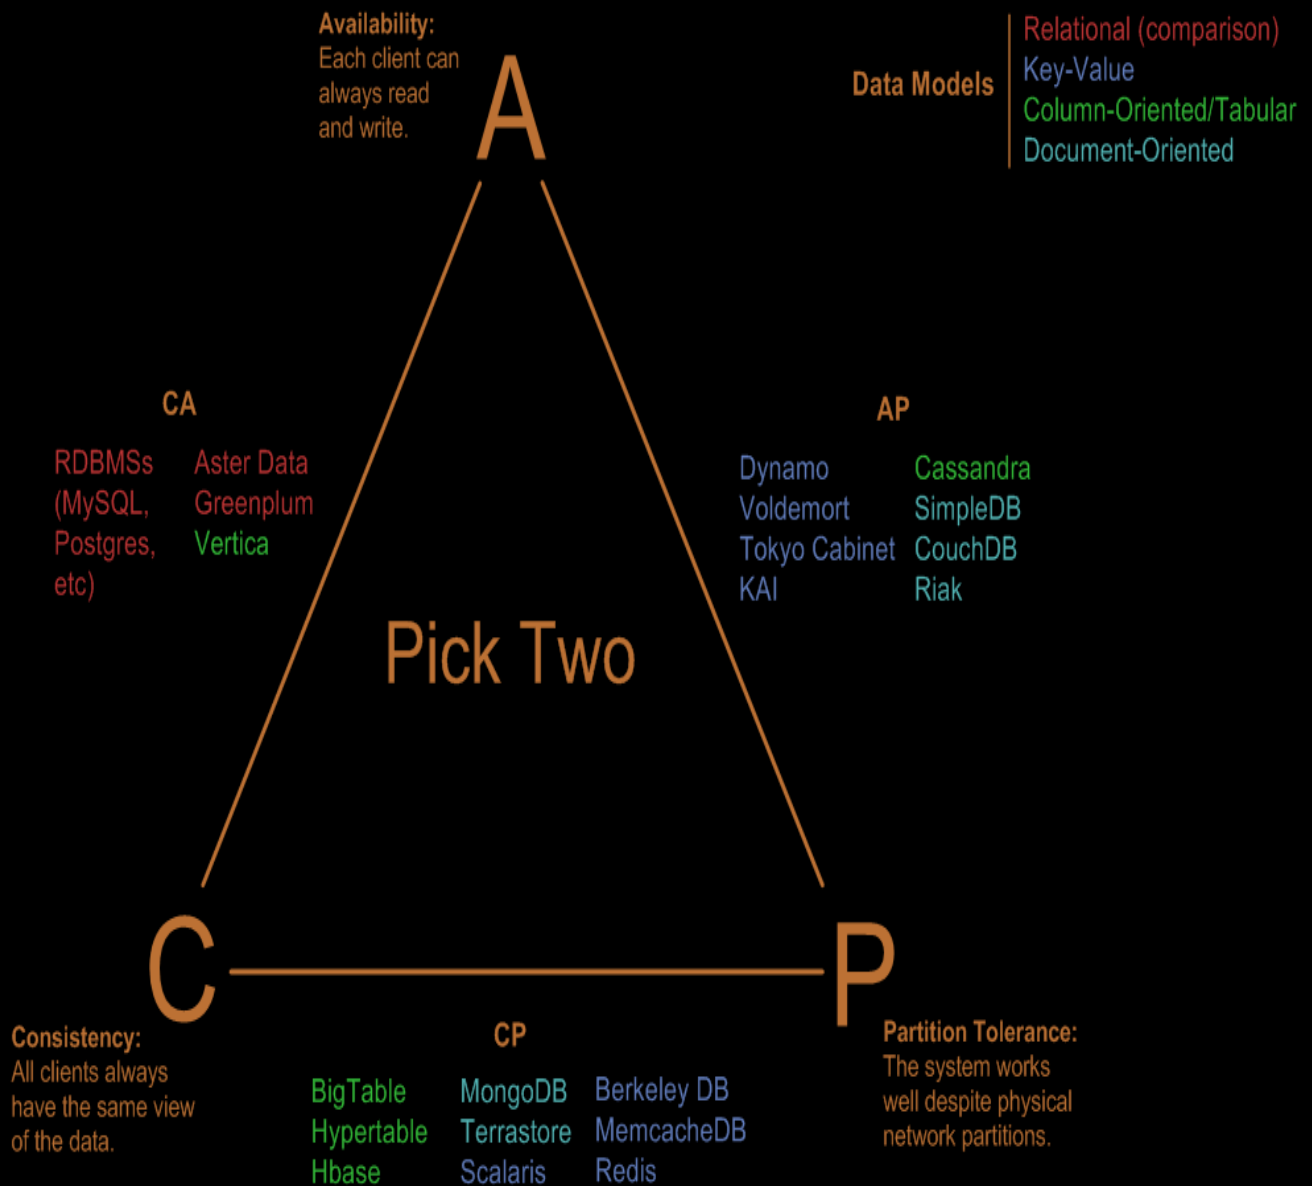 Availability:
Each client can
always read
and write.
A
Data Models
Relational (comparison)
Key-Value
Column-Oriented/Tabular
Document-Oriented
CA
RDBMSs
(MySQL,
Postgres,
etc)
Aster Data
Greenplum
Vertica
AP
Dynamo
Voldemort
Tokyo Cabinet
KAI
Cassandra
SimpleDB
CouchDB
Riak
Pick Two
C
P
Consistency:
All clients always
have the same view
of the data.
CP
BigTable
Hypertable
Hbase
MongoDB
Terrastore
Scalaris
Berkeley DB
MemcacheDB
Redis
Partition Tolerance:
The system works
well despite physical
network partitions.